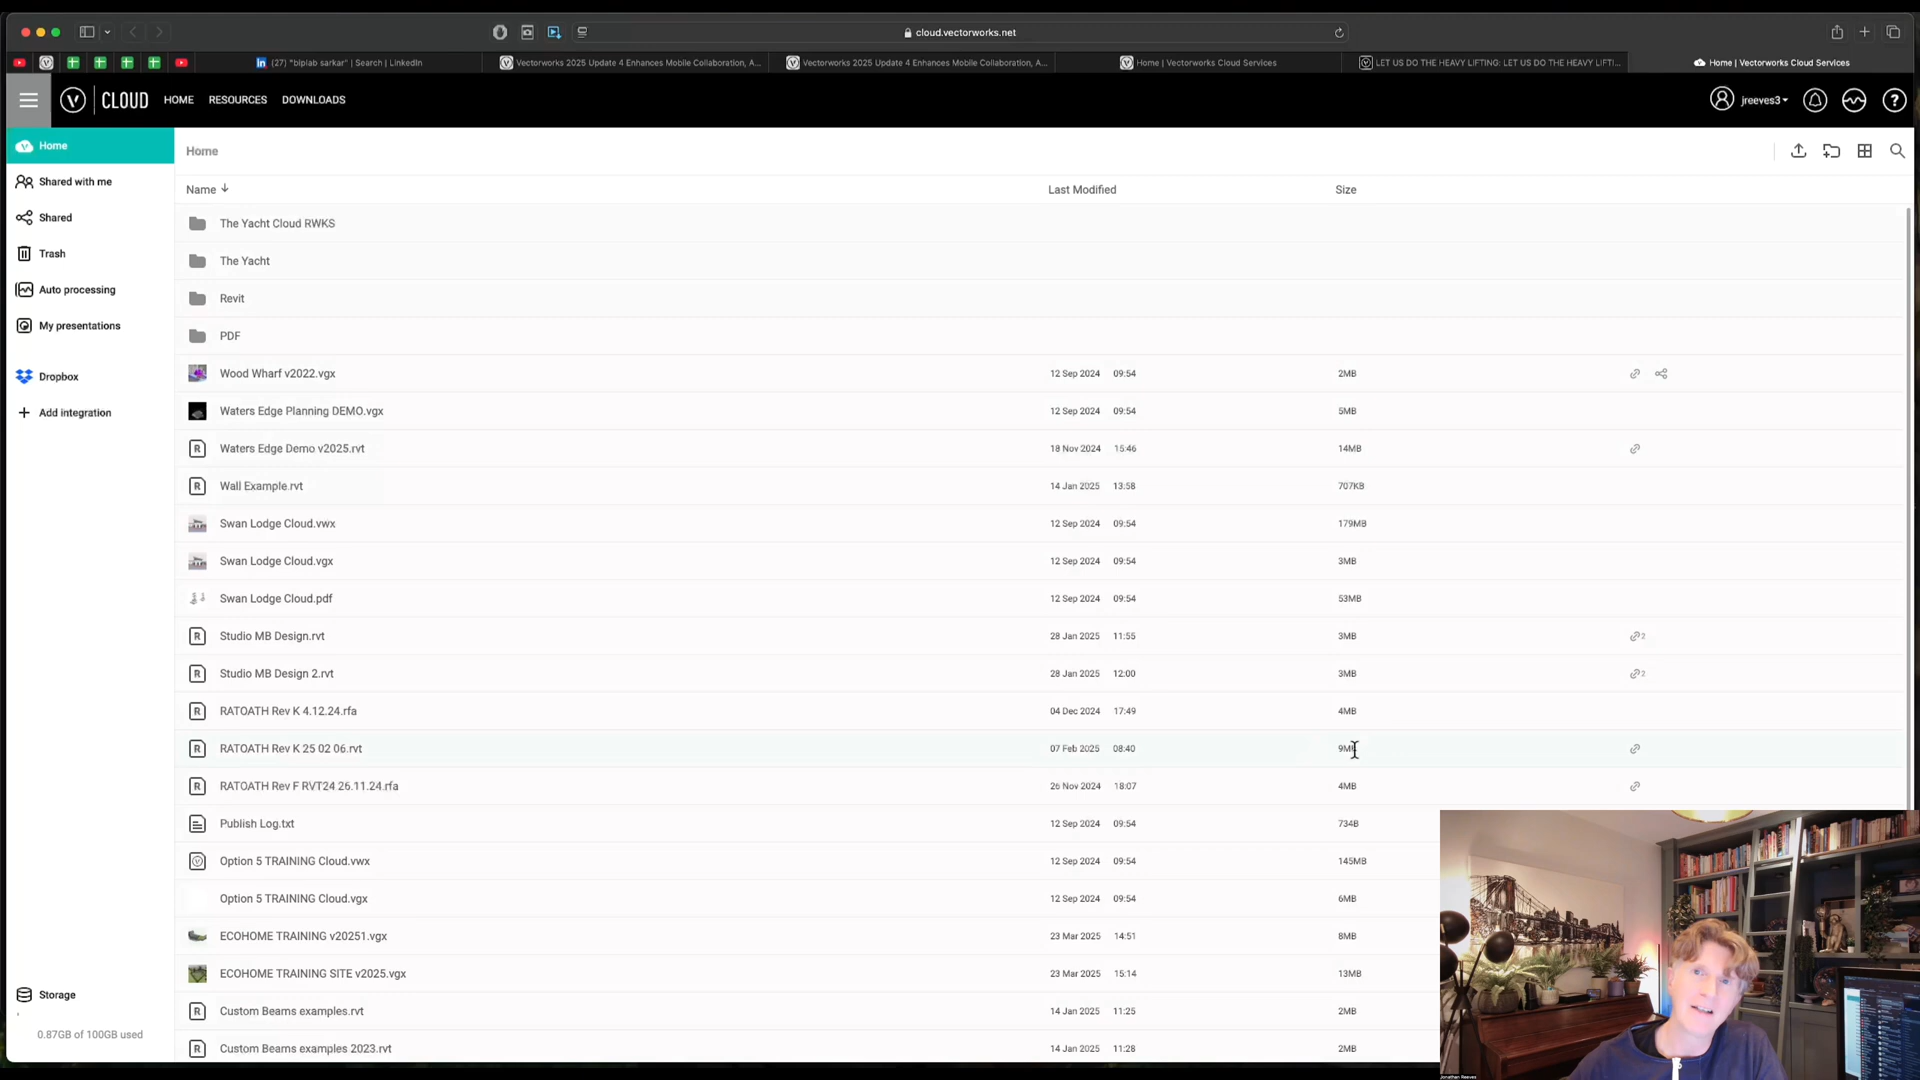 cloud.vectorworks.net
(27) "biplab sarkar" | Search | LinkedIn
Vectorworks 2025 Update 4 Enhances Mobile Collaboration, A...
Vectorworks 2025 Update 4 Enhances Mobile Collaboration, A...
Home | Vectorworks Cloud Services
LET US DO THE HEAVY LIFTING: LET US DO THE HEAVY LIFTI...
Home | Vectorworks Cloud Services
CLOUD HOME RESOURCES DOWNLOADS jreeves3
Home
Shared with me
Shared
Trash
Auto processing
My presentations
Dropbox
Add integration
Storage
0.87GB of 100GB used
Home
Name Last Modified Size
The Yacht Cloud RWKS
The Yacht
Revit
PDF
Wood Wharf v2022.vgx 12 Sep 2024 09:54 2MB
Waters Edge Planning DEMO.vgx 12 Sep 2024 09:54 5MB
Waters Edge Demo v2025.rvt 18 Nov 2024 15:46 14MB
Wall Example.rvt 14 Jan 2025 13:58 707KB
Swan Lodge Cloud.vwx 12 Sep 2024 09:54 179MB
Swan Lodge Cloud.vgx 12 Sep 2024 09:54 3MB
Swan Lodge Cloud.pdf 12 Sep 2024 09:54 53MB
Studio MB Design.rvt 28 Jan 2025 11:55 3MB 2
Studio MB Design 2.rvt 28 Jan 2025 12:00 3MB 2
RATOATH Rev K 4.12.24.rfa 04 Dec 2024 17:49 4MB
RATOATH Rev K 25 02 06.rvt 07 Feb 2025 08:40 9MB
RATOATH Rev F RVT24 26.11.24.rfa 26 Nov 2024 18:07 4MB
Publish Log.txt 12 Sep 2024 09:54 734B
Option 5 TRAINING Cloud.vwx 12 Sep 2024 09:54 145MB
Option 5 TRAINING Cloud.vgx 12 Sep 2024 09:54 6MB
ECOHOME TRAINING v20251.vgx 23 Mar 2025 14:51 8MB
ECOHOME TRAINING SITE v2025.vgx 23 Mar 2025 15:14 13MB
Custom Beams examples.rvt 14 Jan 2025 11:25 2MB
Custom Beams examples 2023.rvt 14 Jan 2025 11:28 2MB
Jonathan Reeves